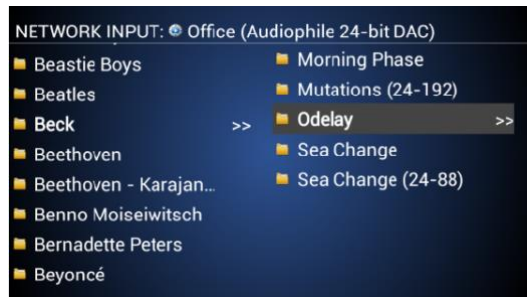 NETWORK INPUT: Office (Audiophile 24-bit DAC)
Beastie Boys
Beatles
Beck >>
Beethoven
Beethoven - Karajan...
Benno Moiseiwitsch
Bernadette Peters
Beyoncé
Morning Phase
Mutations (24-192)
Odelay >>
Sea Change
Sea Change (24-88)